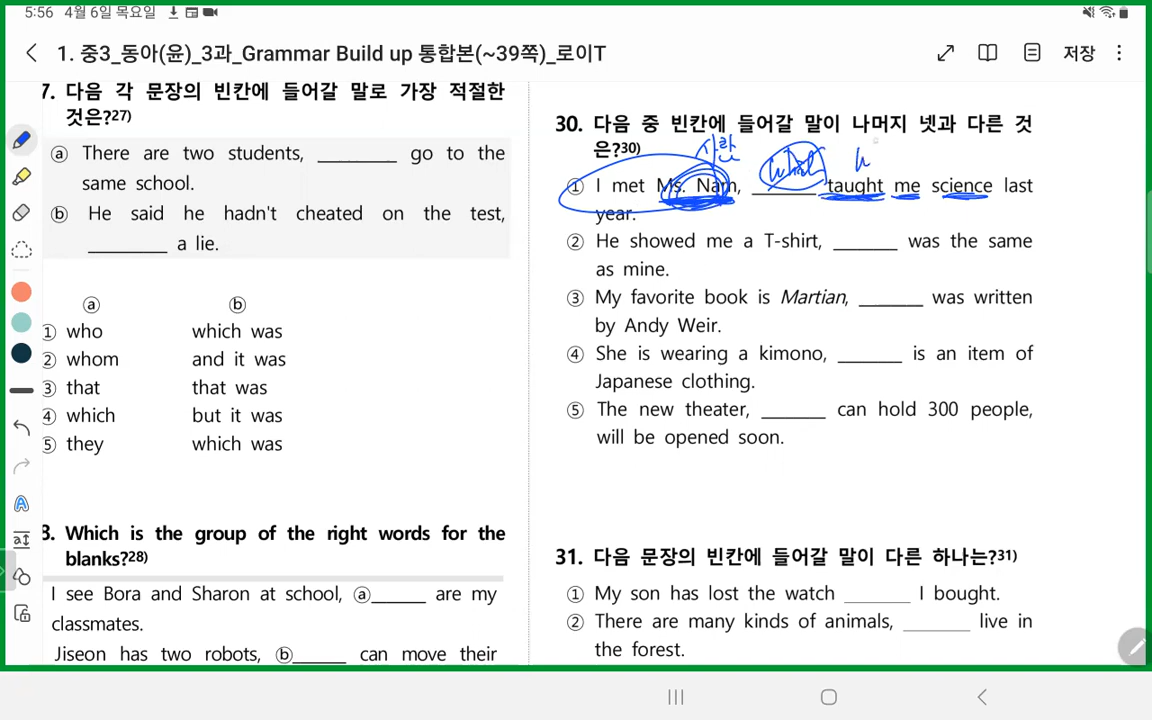 5:56 4월 6일 목요일
1. 중3_동아(윤)_3과_Grammar Build up 통합본(~39쪽)_로이T
저장
7. 다음 각 문장의 빈칸에 들어갈 말로 가장 적절한
것은?27)
ⓐ There are two students, ________ go to the
same school.
ⓑ He said he hadn't cheated on the test,
________ a lie.
ⓐ ⓑ
① who which was
② whom and it was
③ that that was
④ which but it was
⑤ they which was
8. Which is the group of the right words for the
blanks?28)
I see Bora and Sharon at school, ⓐ______ are my
classmates.
Jiseon has two robots, ⓑ______ can move their
30. 다음 중 빈칸에 들어갈 말이 나머지 넷과 다른 것
은?30)
사람
① I met Ms. Nam, _______ taught me science last
year.
② He showed me a T-shirt, _______ was the same
as mine.
③ My favorite book is Martian, _______ was written
by Andy Weir.
④ She is wearing a kimono, _______ is an item of
Japanese clothing.
⑤ The new theater, _______ can hold 300 people,
will be opened soon.
31. 다음 문장의 빈칸에 들어갈 말이 다른 하나는?31)
① My son has lost the watch _______ I bought.
② There are many kinds of animals, _______ live in
the forest.